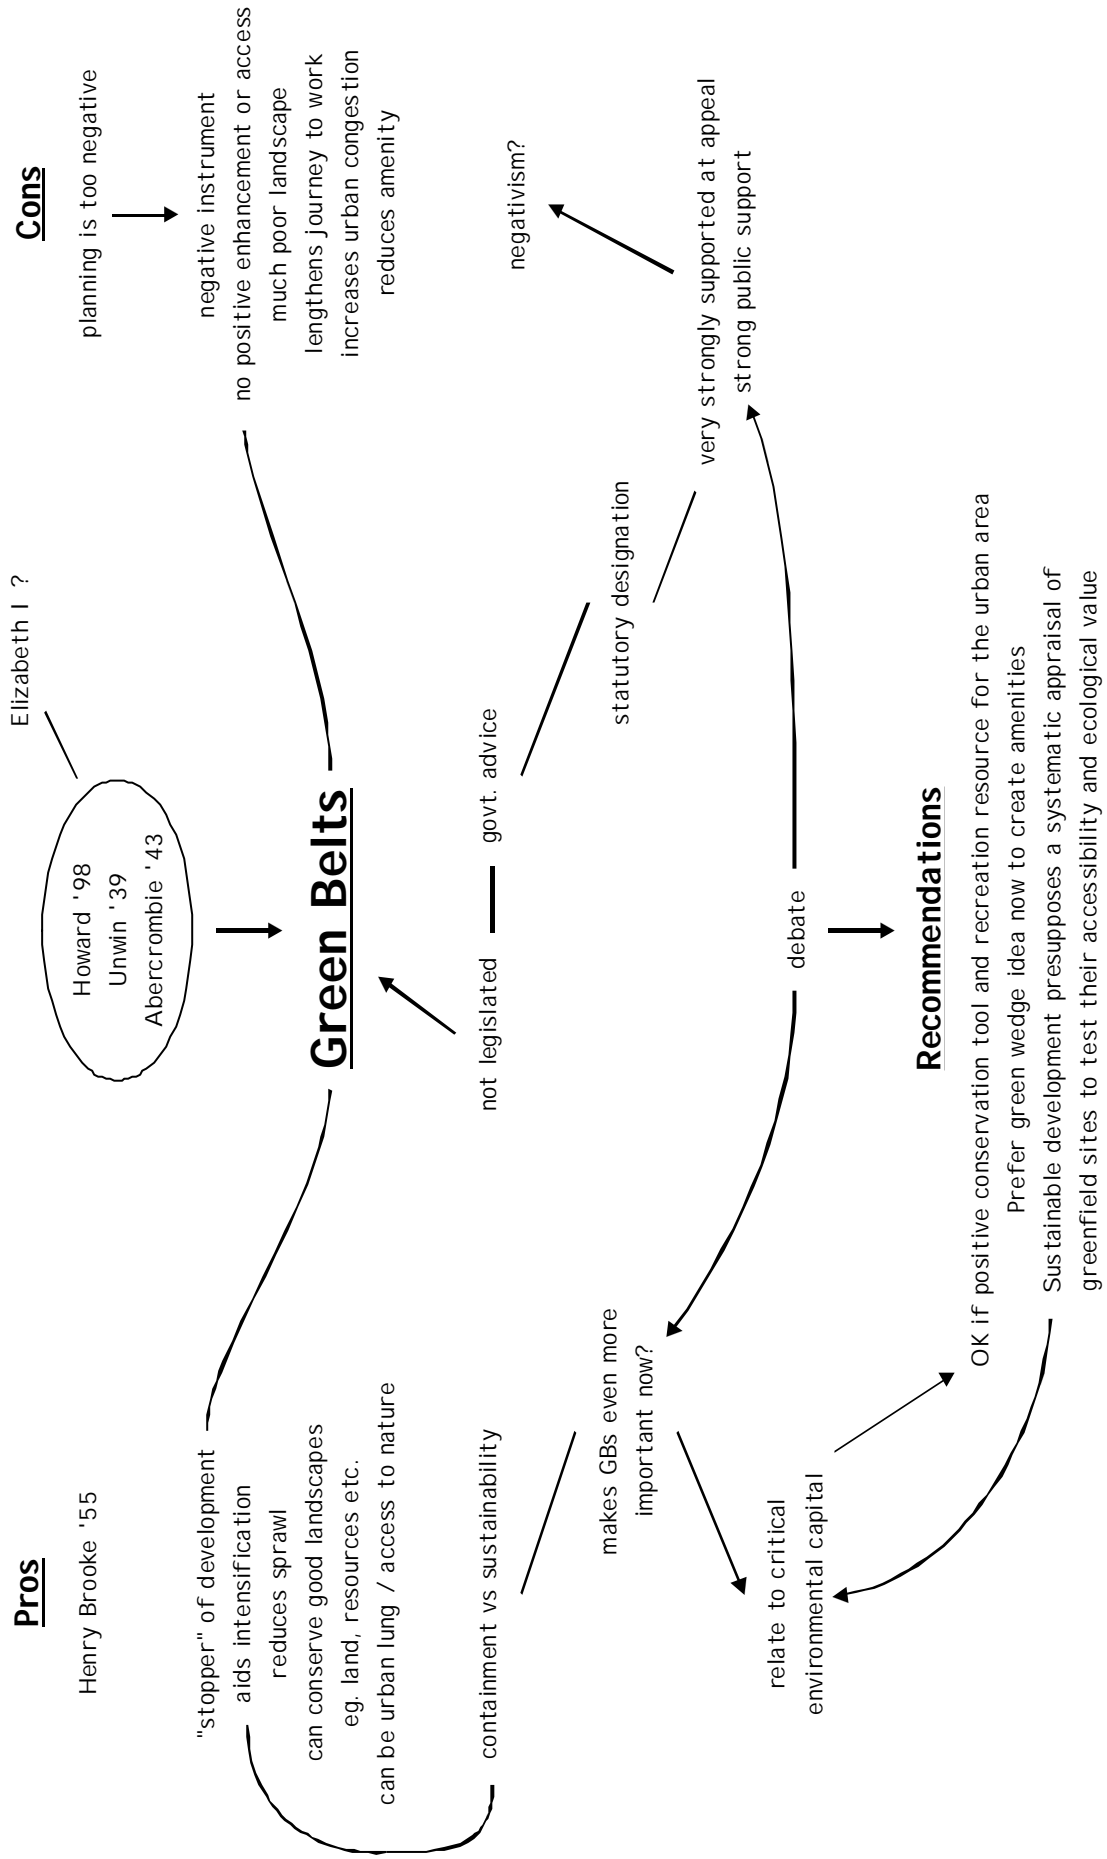 Elizabeth I ?
Pros
Cons
Henry Brooke '55
Howard '98
Unwin '39
Abercrombie '43
planning is too negative
"stopper" of development
aids intensification
reduces sprawl
can conserve good landscapes
eg. land, resources etc.
can be urban lung / access to nature
Green Belts
negative instrument
no positive enhancement or access
much poor landscape
lengthens journey to work
increases urban congestion
reduces amenity
containment vs sustainability
not legislated
govt. advice
negativism?
makes GBs even more
important now?
statutory designation
very strongly supported at appeal
strong public support
relate to critical
environmental capital
debate
Recommendations
OK if positive conservation tool and recreation resource for the urban area
Prefer green wedge idea now to create amenities
Sustainable development presupposes a systematic appraisal of
greenfield sites to test their accessibility and ecological value